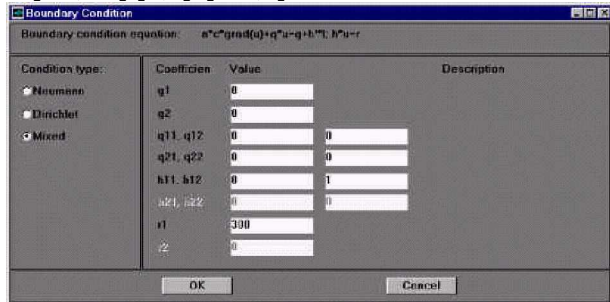 Boundary Condition
Boundary condition equation: n*c*grad(u)+q*u=g+h'*l; h*u=r
Condition type: Coefficien Value Description
Neumann g1 0
Dirichlet g2 0
Mixed q11, q12 0 0
q21, q22 0 0
h11, h12 0 1
h21, h22 0 0
r1 300
r2 0
OK Cancel